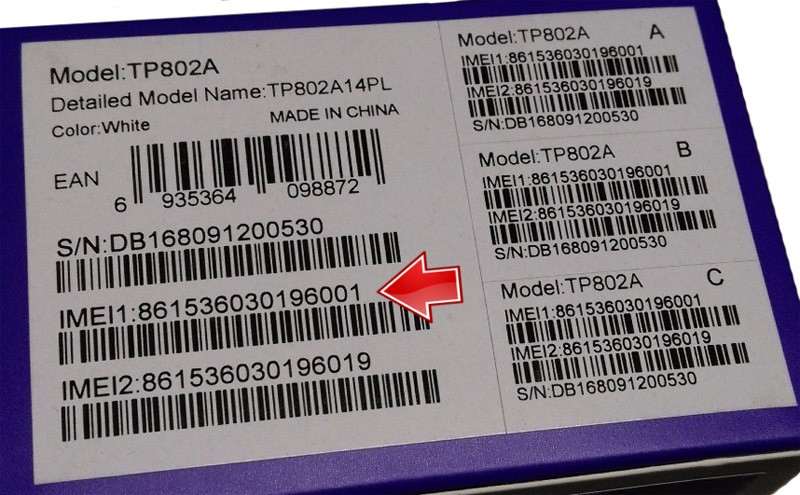 Model:TP802A
Detailed Model Name:TP802A14PL
Color:White
MADE IN CHINA
EAN
6 935364 098872
S/N:DB168091200530
IMEI1:861536030196001
IMEI2:861536030196019
Model:TP802A A
IMEI1:861536030196001
IMEI2:861536030196019
S/N:DB168091200530
Model:TP802A B
IMEI1:861536030196001
IMEI2:861536030196019
S/N:DB168091200530
Model:TP802A C
IMEI1:861536030196001
IMEI2:861536030196019
S/N:DB168091200530